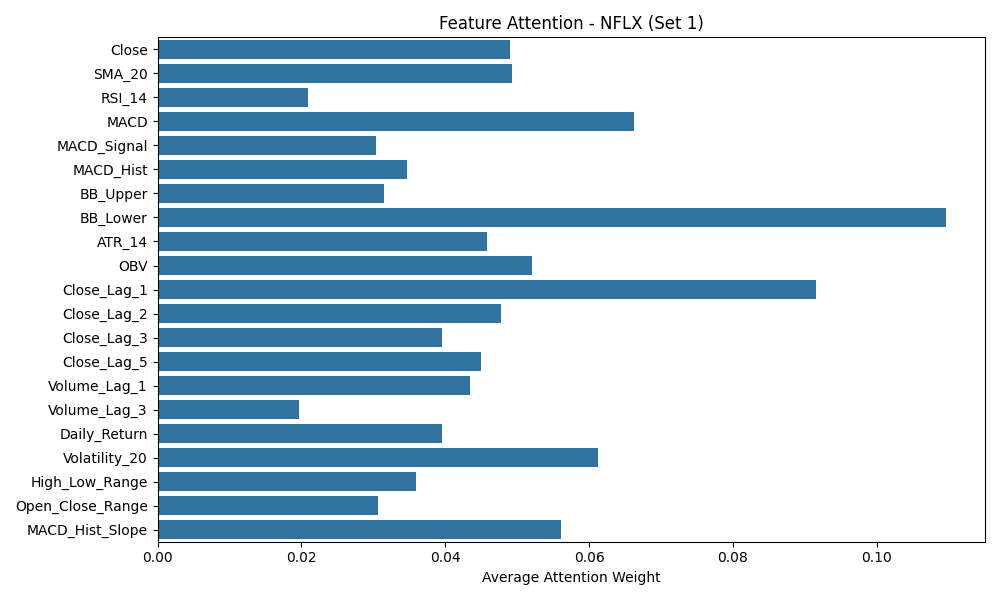 Feature Attention - NFLX (Set 1)
Close
SMA_20
RSI_14
MACD
MACD_Signal
MACD_Hist
BB_Upper
BB_Lower
ATR_14
OBV
Close_Lag_1
Close_Lag_2
Close_Lag_3
Close_Lag_5
Volume_Lag_1
Volume_Lag_3
Daily_Return
Volatility_20
High_Low_Range
Open_Close_Range
MACD_Hist_Slope
0.00 0.02 0.04 0.06 0.08 0.10
Average Attention Weight